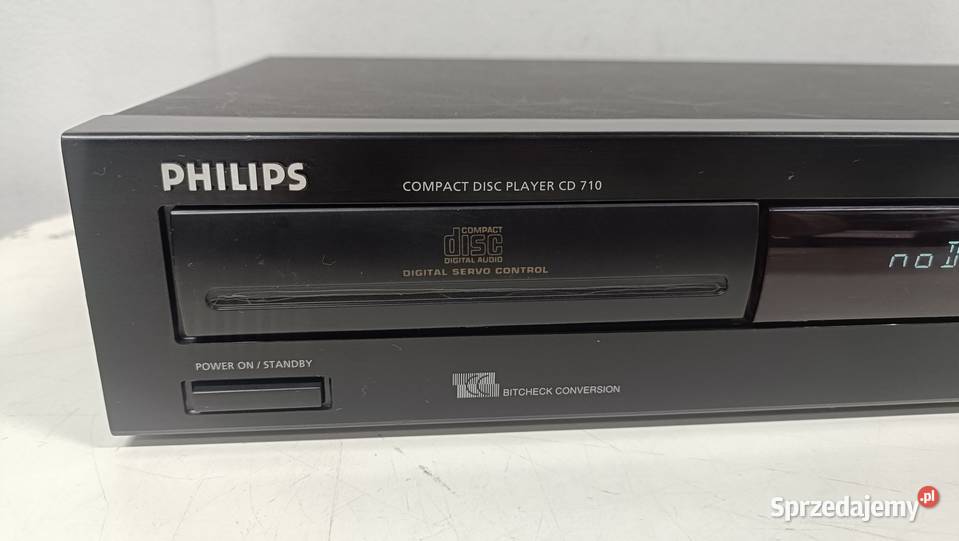 PHILIPS
COMPACT DISC PLAYER CD 710
COMPACT
disc
DIGITAL AUDIO
DIGITAL SERVO CONTROL
noD
POWER ON / STANDBY
BITCHECK CONVERSION
Sprzedajemy.pl